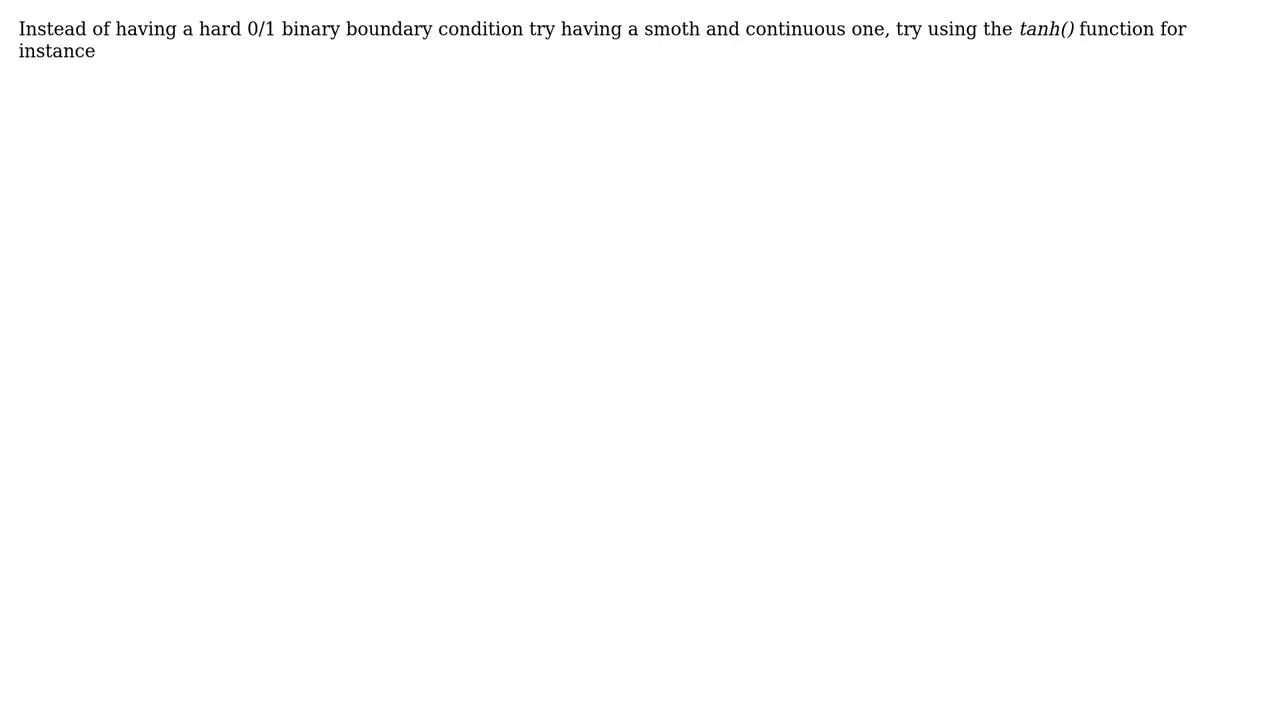 Instead of having a hard 0/1 binary boundary condition try having a smoth and continuous one, try using the tanh() function for
instance